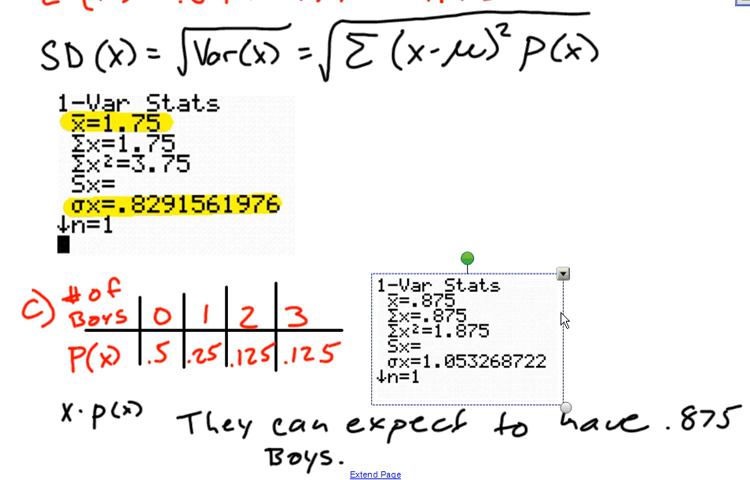 SD(x) = √Var(x) = √Σ(x-μ)² P(x)
1-Var Stats
x̄=1.75
Σx=1.75
Σx²=3.75
Sx=
σx=.8291561976
↓n=1
c) # of Boys | 0 | 1 | 2 | 3
P(x) | .5 | .25 | .125 | .125
1-Var Stats
x̄=.875
Σx=.875
Σx²=1.875
Sx=
σx=1.053268722
↓n=1
x · p(x)
They can expect to have .875
Boys.
Extend Page